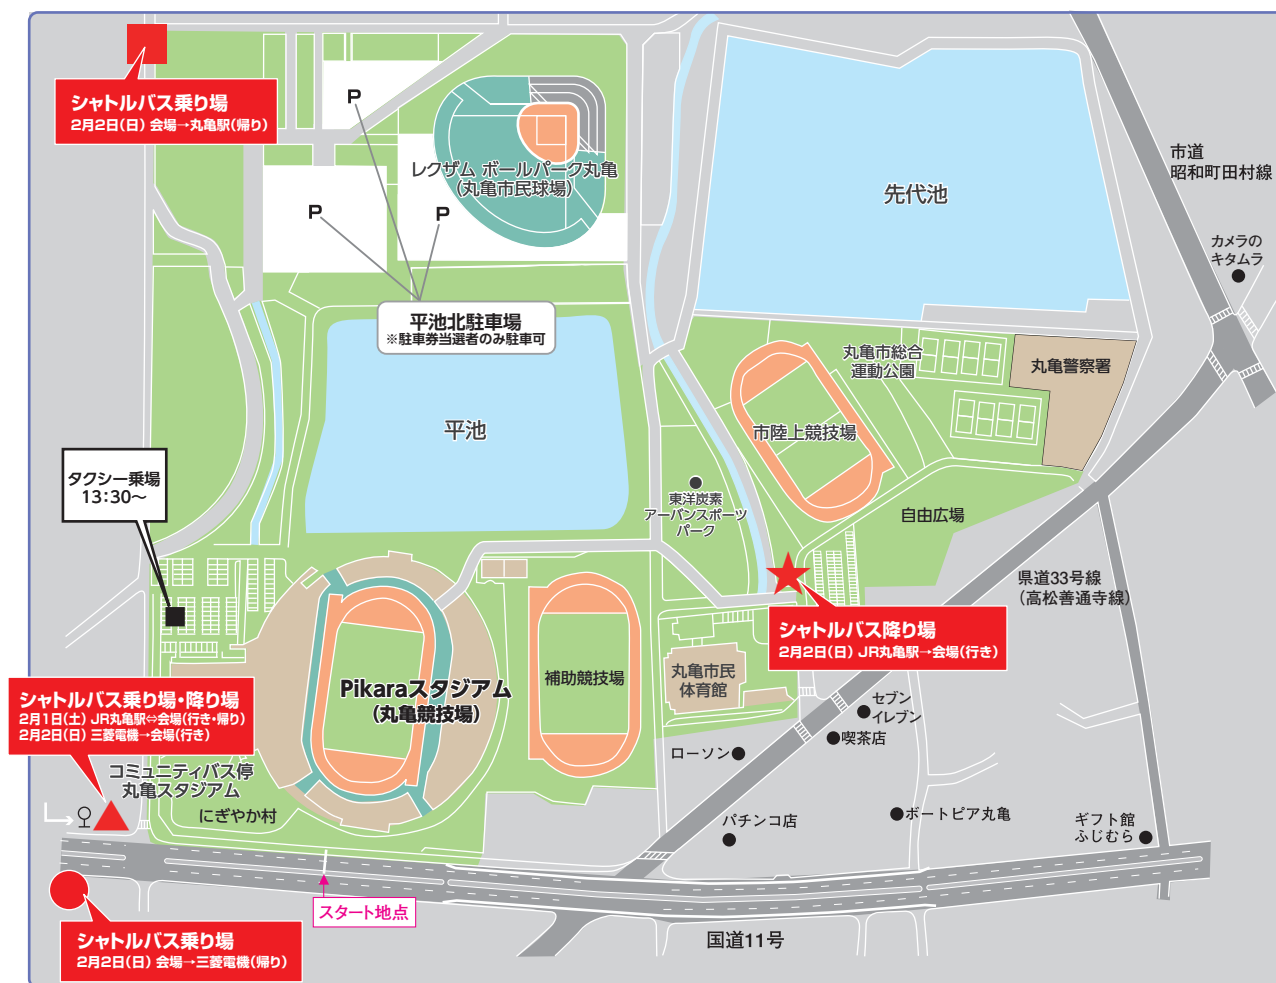 シャトルバス乗り場
2月2日(日) 会場→丸亀駅(帰り)
P
レクザム ボールパーク丸亀
(丸亀市民球場)
P
P
平池北駐車場
※駐車券当選者のみ駐車可
先代池
市道
昭和町田村線
カメラの
キタムラ
丸亀市総合
運動公園
丸亀警察署
平池
市陸上競技場
タクシー乗場
13:30〜
東洋炭素
アーバンスポーツ
パーク
自由広場
県道33号線
(高松善通寺線)
シャトルバス降り場
2月2日(日) JR丸亀駅→会場(行き)
Pikaraスタジアム
(丸亀競技場)
補助競技場
丸亀市民
体育館
シャトルバス乗り場・降り場
2月1日(土) JR丸亀駅⇔会場(行き・帰り)
2月2日(日) 三菱電機→会場(行き)
セブン
イレブン
喫茶店
ローソン
コミュニティバス停
丸亀スタジアム
にぎやか村
パチンコ店
ボートピア丸亀
ギフト館
ふじむら
スタート地点
国道11号
シャトルバス乗り場
2月2日(日) 会場→三菱電機(帰り)